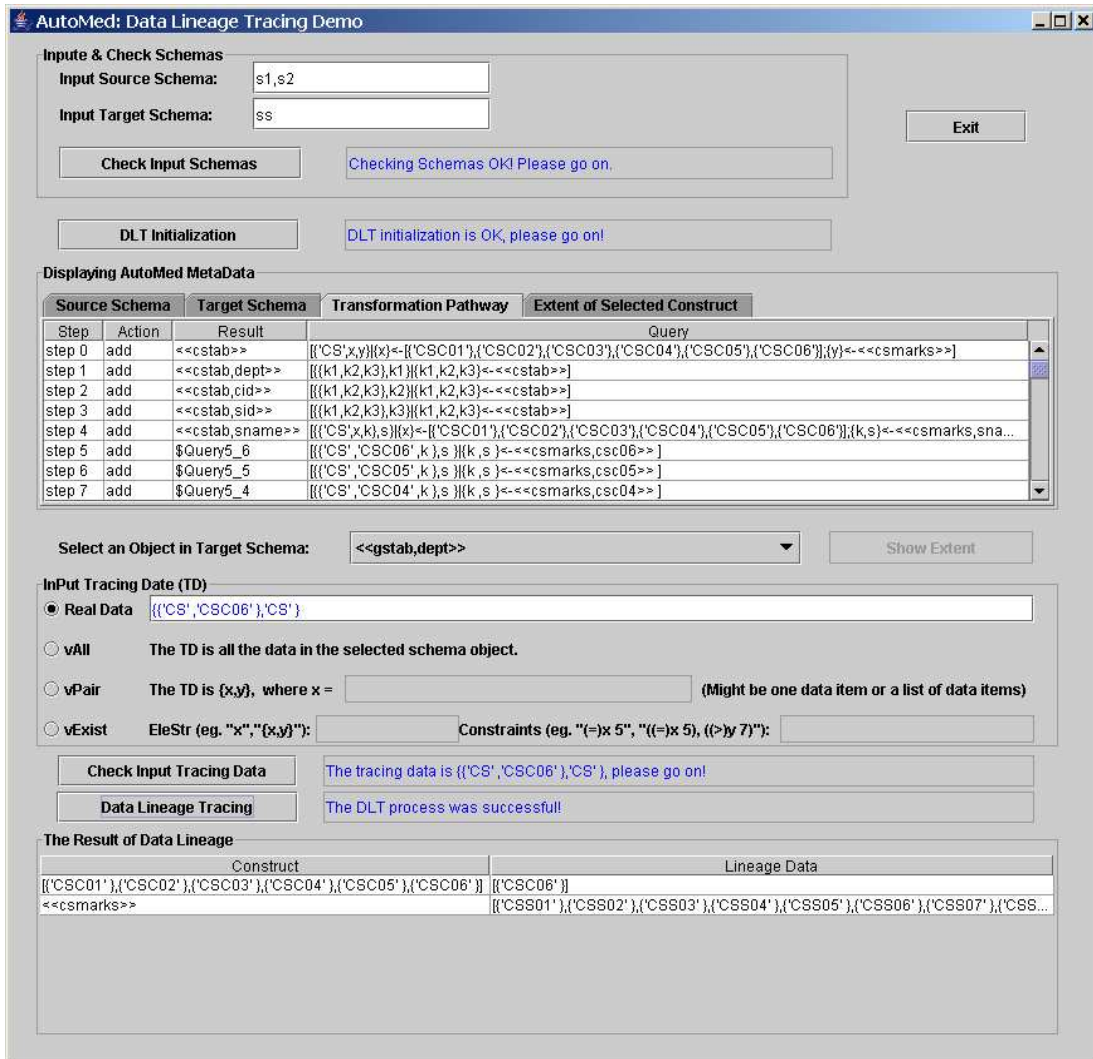 AutoMed: Data Lineage Tracing Demo
Inpute & Check Schemas
Input Source Schema: s1,s2
Input Target Schema: ss
Exit
Check Input Schemas Checking Schemas OK! Please go on.
DLT Initialization DLT initialization is OK, please go on!
Displaying AutoMed MetaData
Source Schema Target Schema Transformation Pathway Extent of Selected Construct
Step Action Result Query
step 0 add <<cstab>> [{'CS',x,y}|{x}<-[{'CSC01'},{'CSC02'},{'CSC03'},{'CSC04'},{'CSC05'},{'CSC06'}];{y}<-<<csmarks>>]
step 1 add <<cstab,dept>> [{{k1,k2,k3},k1}|{k1,k2,k3}<-<<cstab>>]
step 2 add <<cstab,cid>> [{{k1,k2,k3},k2}|{k1,k2,k3}<-<<cstab>>]
step 3 add <<cstab,sid>> [{{k1,k2,k3},k3}|{k1,k2,k3}<-<<cstab>>]
step 4 add <<cstab,sname>> [{{'CS',x,k},s}|{x}<-[{'CSC01'},{'CSC02'},{'CSC03'},{'CSC04'},{'CSC05'},{'CSC06'}];{k,s}<-<<csmarks,sna...
step 5 add $Query5_6 [{{'CS','CSC06',k },s }|{k ,s }<-<<csmarks,csc06>> ]
step 6 add $Query5_5 [{{'CS','CSC05',k },s }|{k ,s }<-<<csmarks,csc05>> ]
step 7 add $Query5_4 [{{'CS','CSC04',k },s }|{k ,s }<-<<csmarks,csc04>> ]
Select an Object in Target Schema: <<gstab,dept>> Show Extent
InPut Tracing Date (TD)
Real Data {{'CS','CSC06' },'CS' }
vAll The TD is all the data in the selected schema object.
vPair The TD is {x,y}, where x = (Might be one data item or a list of data items)
vExist EleStr (eg. "x","{x,y}"): Constraints (eg. "(=)x 5", "((=)x 5), ((>)y 7)"):
Check Input Tracing Data The tracing data is {{'CS','CSC06' },'CS' }, please go on!
Data Lineage Tracing The DLT process was successful!
The Result of Data Lineage
Construct Lineage Data
[{'CSC01' },{'CSC02' },{'CSC03' },{'CSC04' },{'CSC05' },{'CSC06' }] [{'CSC06' }]
<<csmarks>> [{'CSS01' },{'CSS02' },{'CSS03' },{'CSS04' },{'CSS05' },{'CSS06' },{'CSS07' },{'CSS...